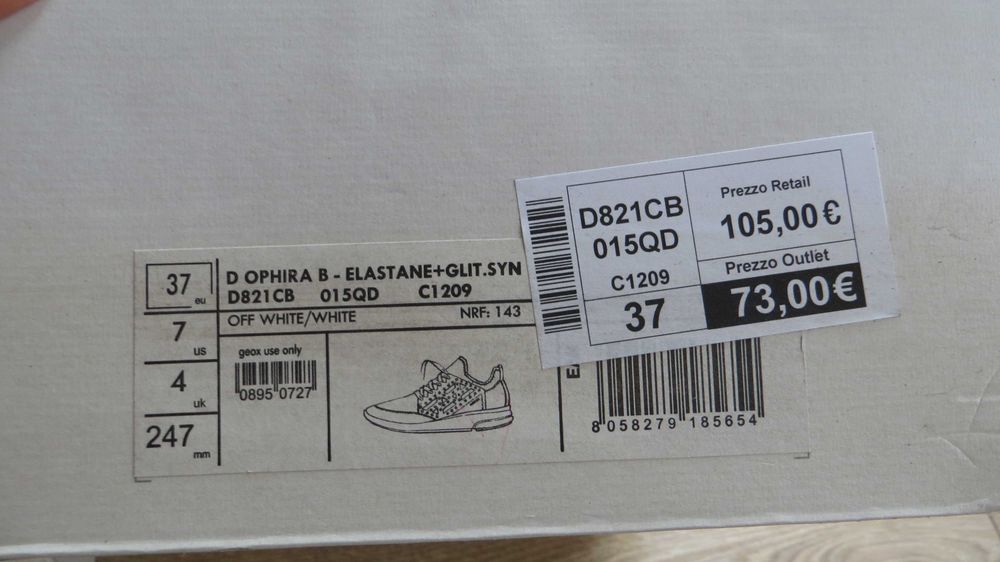 37 eu
7 us
4 uk
247 mm
D OPHIRA B - ELASTANE+GLIT.SYN
D821CB 015QD C1209
OFF WHITE/WHITE NRF: 143
geox use only
0895 0727
8 058279 185654
D821CB
015QD
C1209
37
Prezzo Retail
105,00€
Prezzo Outlet
73,00€